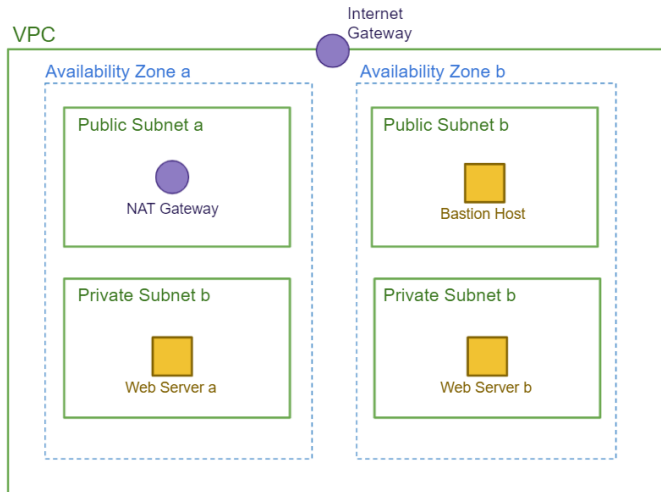 Internet
Gateway
VPC
Availability Zone a
Availability Zone b
Public Subnet a
Public Subnet b
NAT Gateway
Bastion Host
Private Subnet b
Private Subnet b
Web Server a
Web Server b